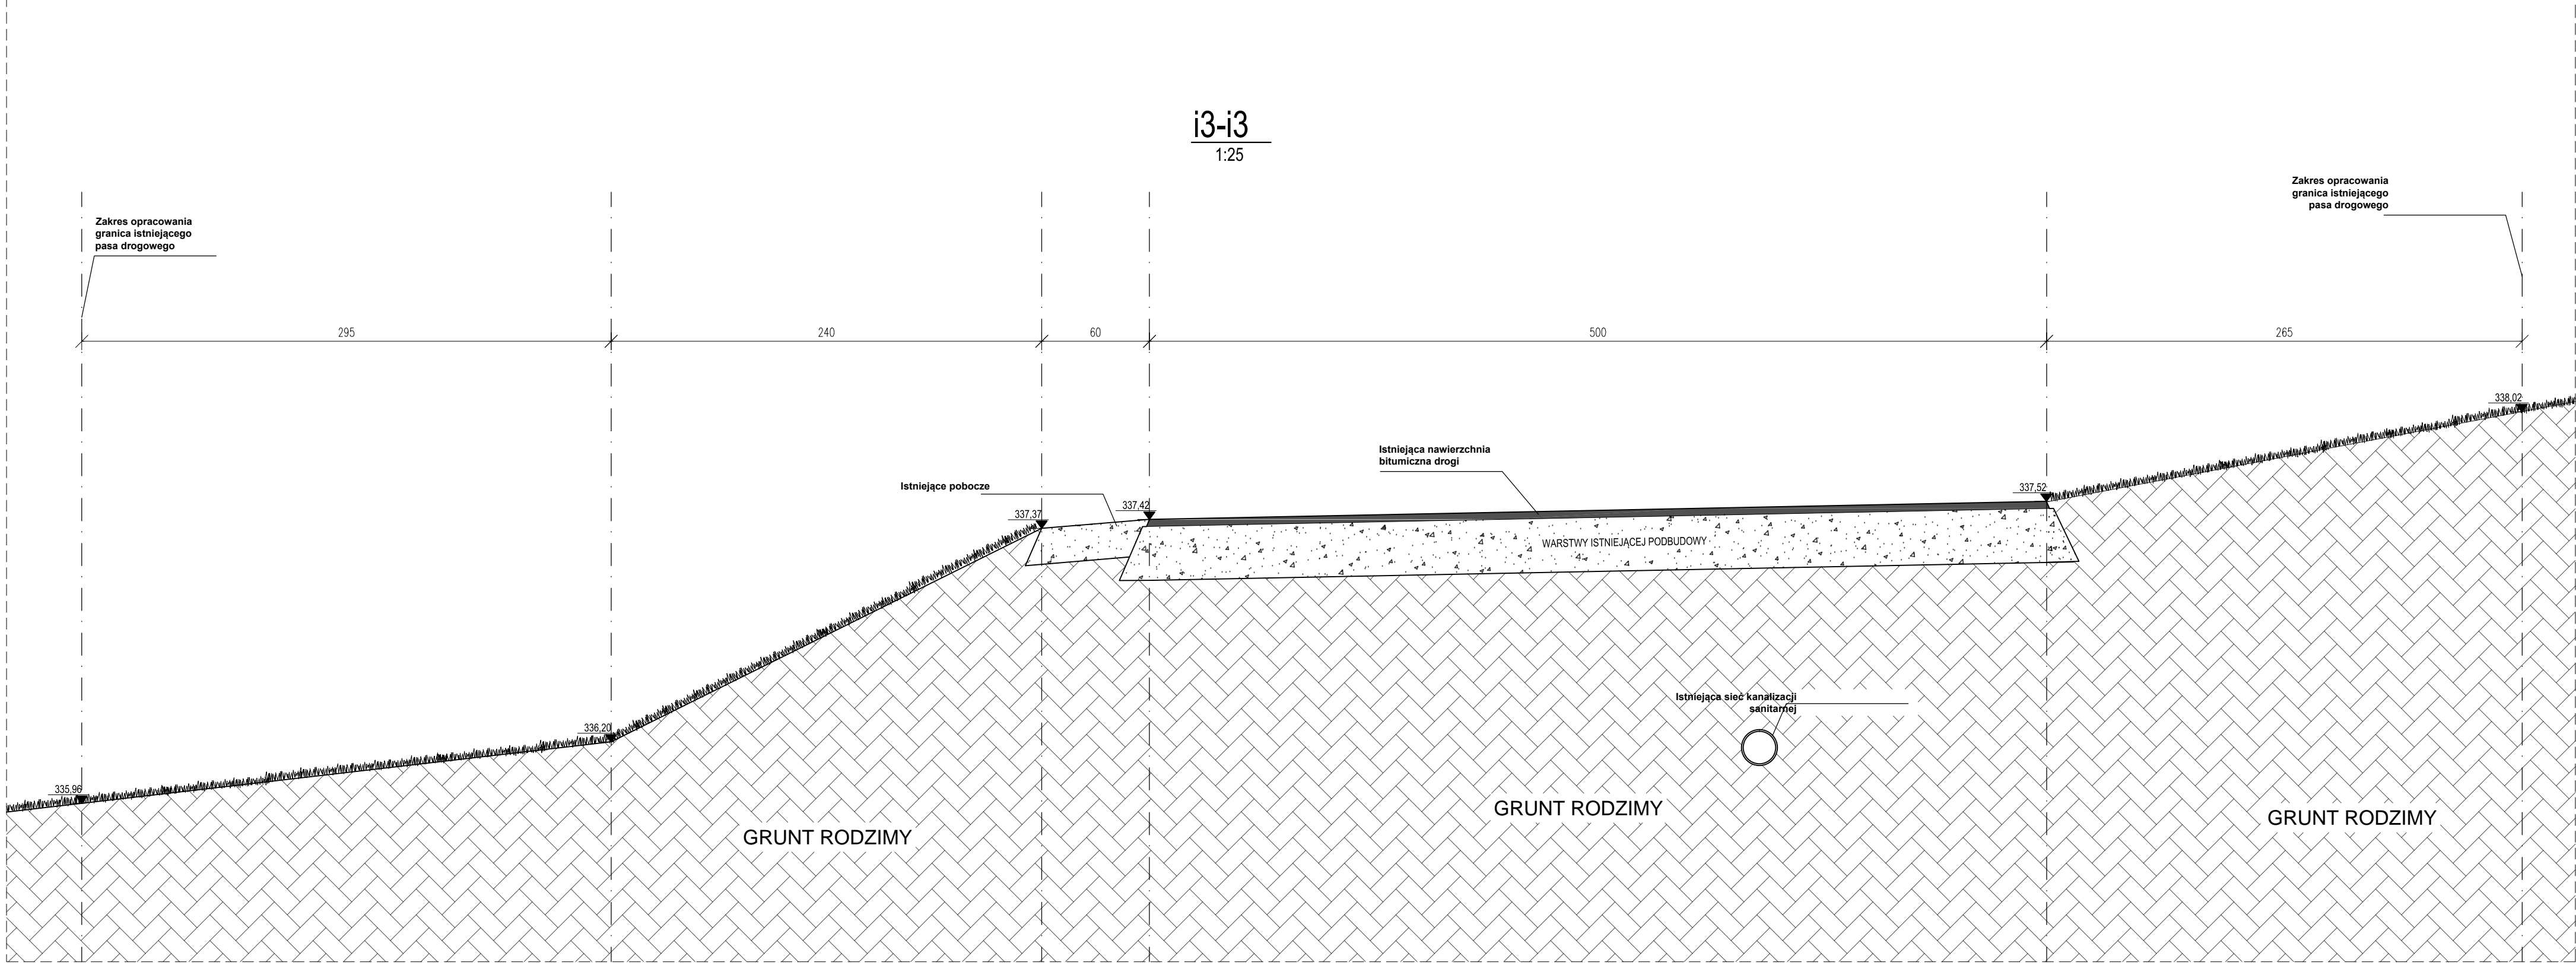 i3-i3
1:25
Zakres opracowania
granica istniejącego
pasa drogowego
Zakres opracowania
granica istniejącego
pasa drogowego
295
240
60
500
265
338,02
Istniejąca nawierzchnia
bitumiczna drogi
Istniejące pobocze
337,37
337,42
337,52
WARSTWY ISTNIEJĄCEJ PODBUDOWY
Istniejąca sieć kanalizacji
sanitarnej
336,20
335,96
GRUNT RODZIMY
GRUNT RODZIMY
GRUNT RODZIMY